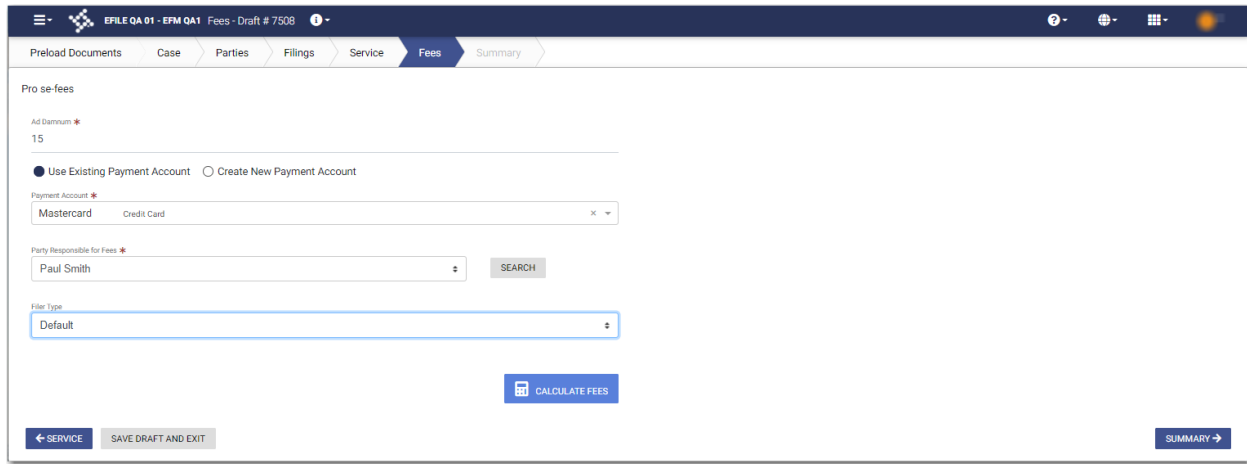 EFILE QA 01 - EFM QA1 Fees - Draft # 7508
Preload Documents Case Parties Filings Service Fees Summary
Pro se-fees
Ad Damnum *
15
Use Existing Payment Account Create New Payment Account
Payment Account *
Mastercard Credit Card
Party Responsible for Fees *
Paul Smith SEARCH
Filer Type
Default
CALCULATE FEES
SERVICE SAVE DRAFT AND EXIT SUMMARY